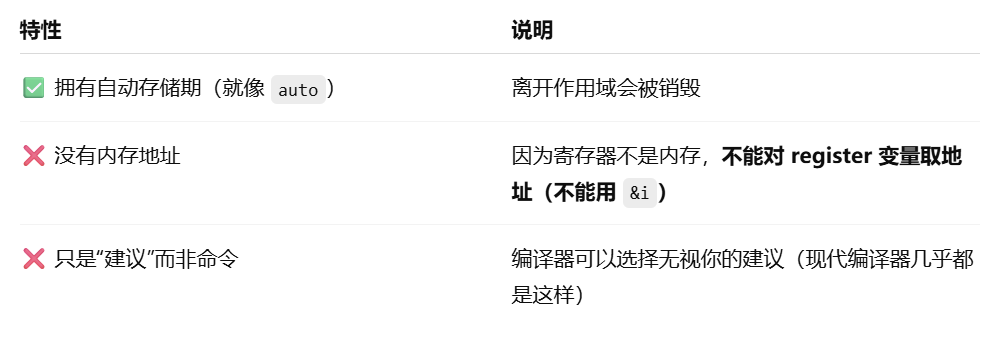 特性 说明
✅ 拥有自动存储期（就像 auto） 离开作用域会被销毁
❌ 没有内存地址 因为寄存器不是内存，不能对 register 变量取地
址（不能用 &i）
❌ 只是“建议”而非命令 编译器可以选择无视你的建议（现代编译器几乎都
是这样）